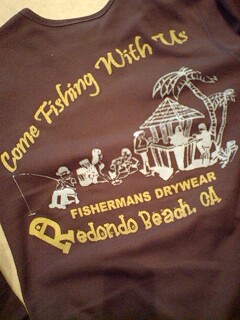 Come Fishing With Us
FISHERMANS DRYWEAR
Redondo Beach, CA